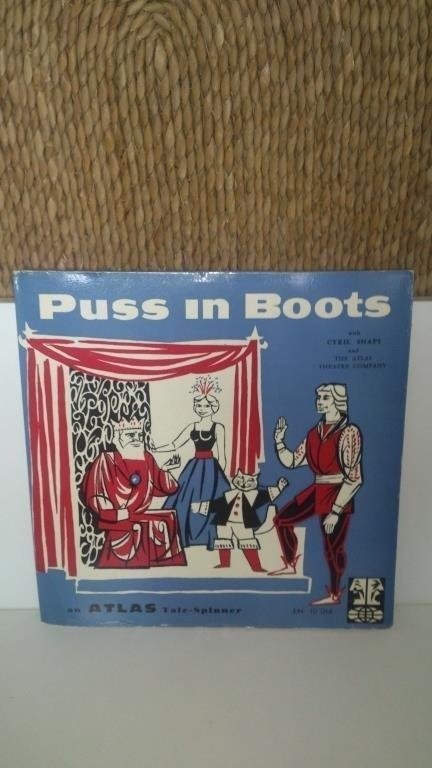 Puss in Boots
with
CYRIL SHAPS
and
THE ATLAS
THEATRE COMPANY
an ATLAS Tale-Spinner